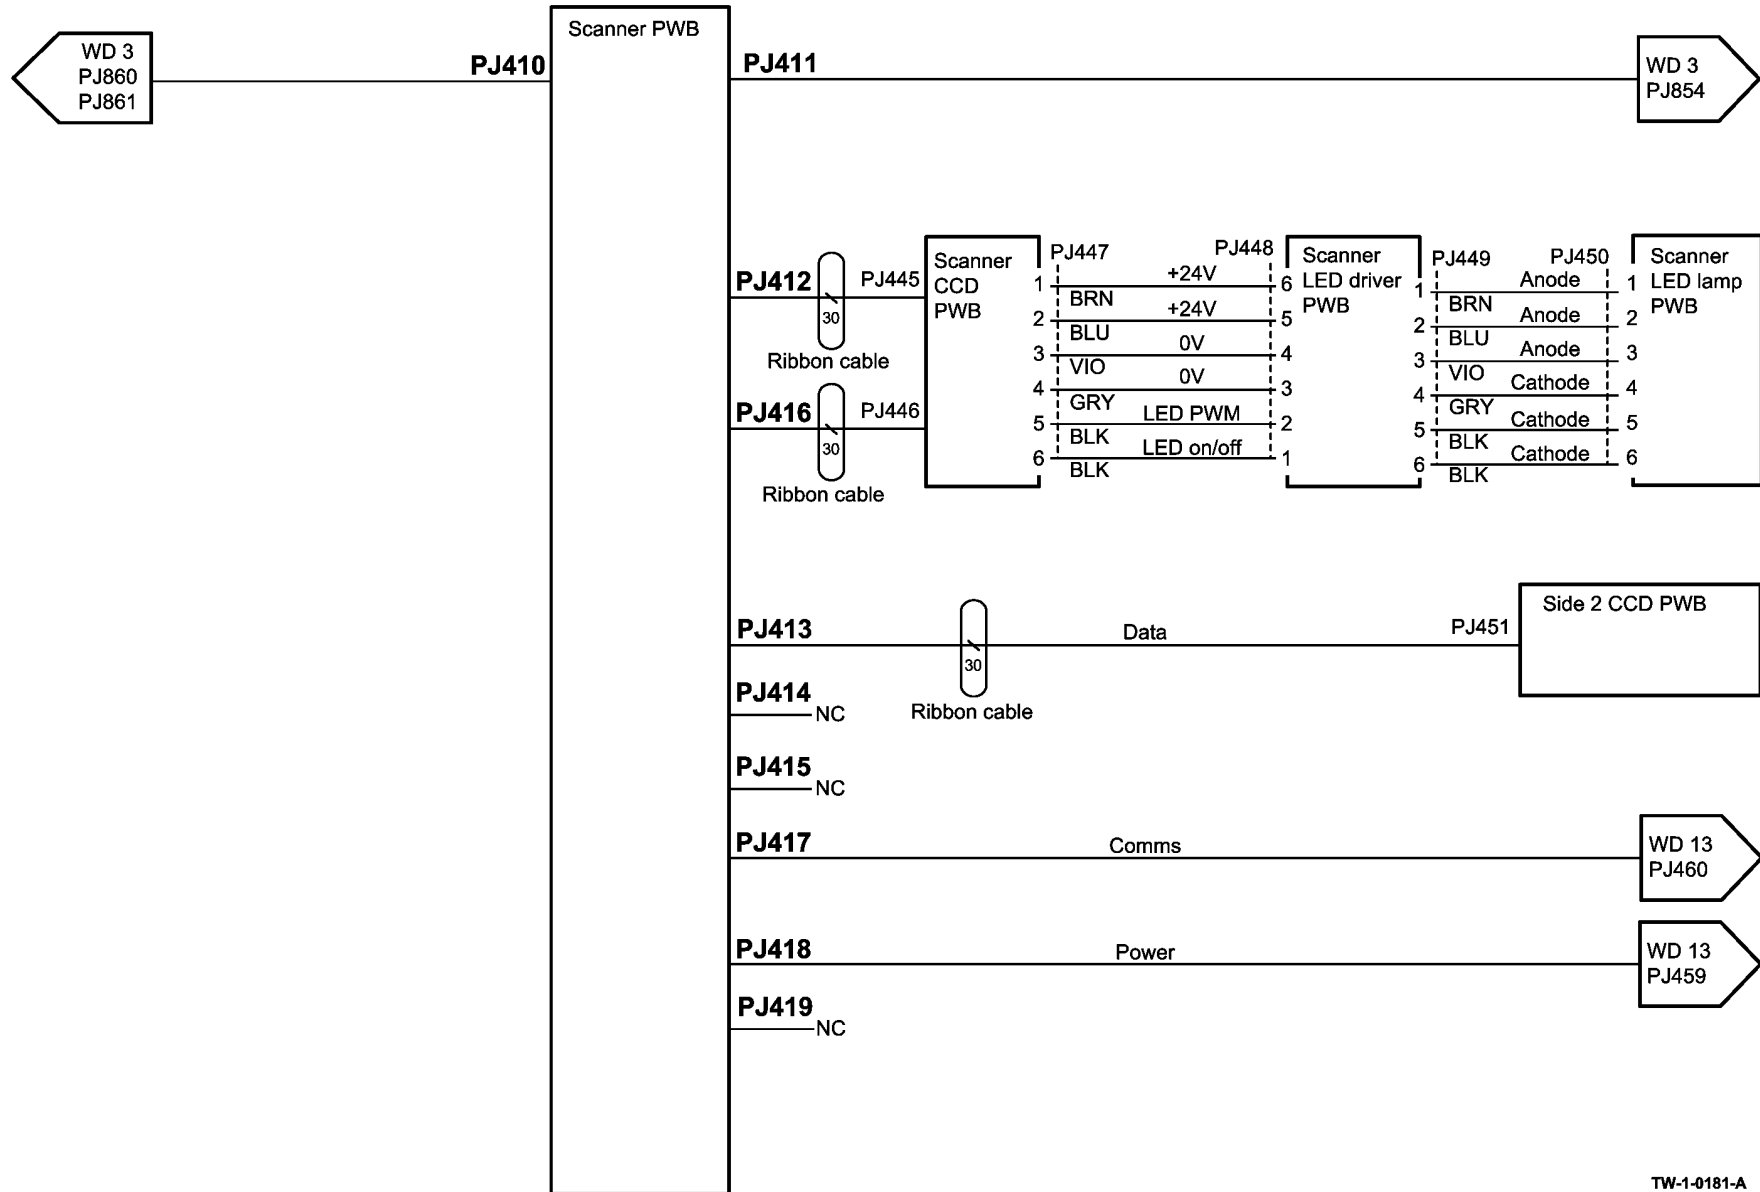 Scanner PWB
WD 3
PJ860
PJ861
PJ410
PJ411
WD 3
PJ854
PJ412
30
Ribbon cable
PJ445
PJ416
30
Ribbon cable
PJ446
Scanner
CCD
PWB
PJ447
PJ448
1 BRN +24V 6
2 BLU +24V 5
3 VIO 0V 4
4 GRY 0V 3
5 BLK LED PWM 2
6 BLK LED on/off 1
Scanner
LED driver
PWB
PJ449
PJ450
1 BRN Anode 1
2 BLU Anode 2
3 VIO Anode 3
4 GRY Cathode 4
5 BLK Cathode 5
6 BLK Cathode 6
Scanner
LED lamp
PWB
PJ413
30
Ribbon cable
Data
PJ451
Side 2 CCD PWB
PJ414
NC
PJ415
NC
PJ417
Comms
WD 13
PJ460
PJ418
Power
WD 13
PJ459
PJ419
NC
TW-1-0181-A